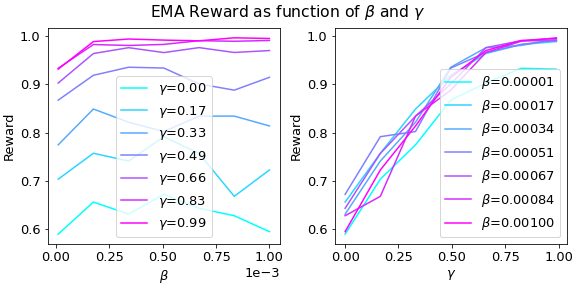 EMA Reward as function of β and γ
Reward
1.0
0.9
0.8
0.7
0.6
γ=0.00
γ=0.17
γ=0.33
γ=0.49
γ=0.66
γ=0.83
γ=0.99
0.00 0.25 0.50 0.75 1.00
1e−3
β
Reward
1.0
0.9
0.8
0.7
0.6
β=0.00001
β=0.00017
β=0.00034
β=0.00051
β=0.00067
β=0.00084
β=0.00100
0.00 0.25 0.50 0.75 1.00
γ